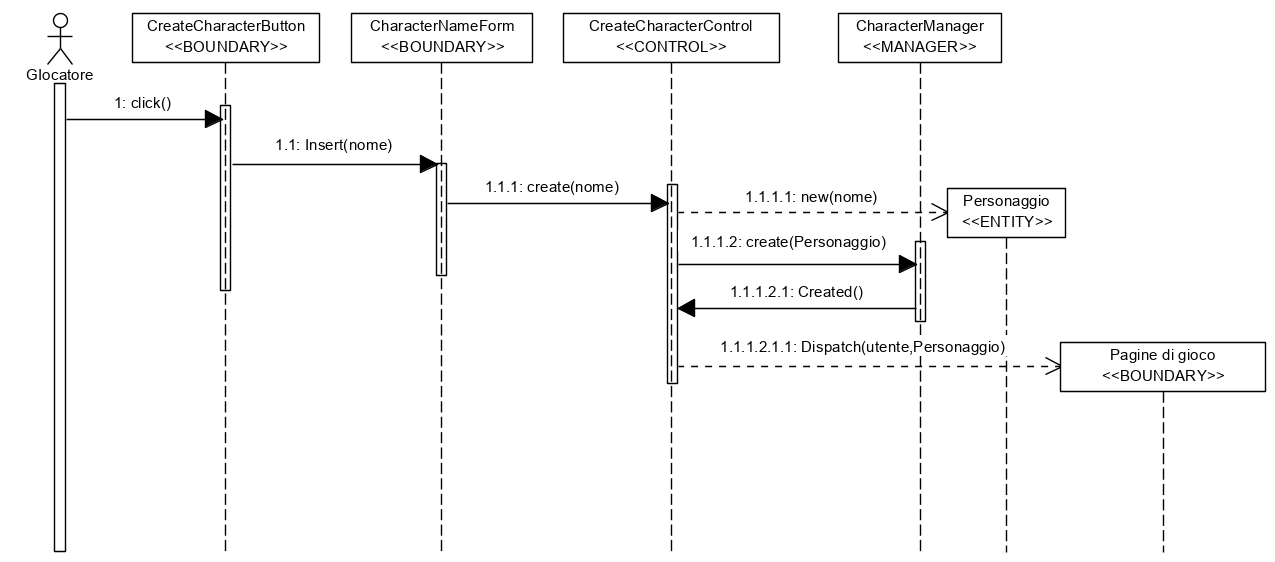 CreateCharacterButton
<<BOUNDARY>>
CharacterNameForm
<<BOUNDARY>>
CreateCharacterControl
<<CONTROL>>
CharacterManager
<<MANAGER>>
GIocatore
1: click()
1.1: Insert(nome)
1.1.1: create(nome)
1.1.1.1: new(nome)
Personaggio
<<ENTITY>>
1.1.1.2: create(Personaggio)
1.1.1.2.1: Created()
1.1.1.2.1.1: Dispatch(utente,Personaggio)
Pagine di gioco
<<BOUNDARY>>